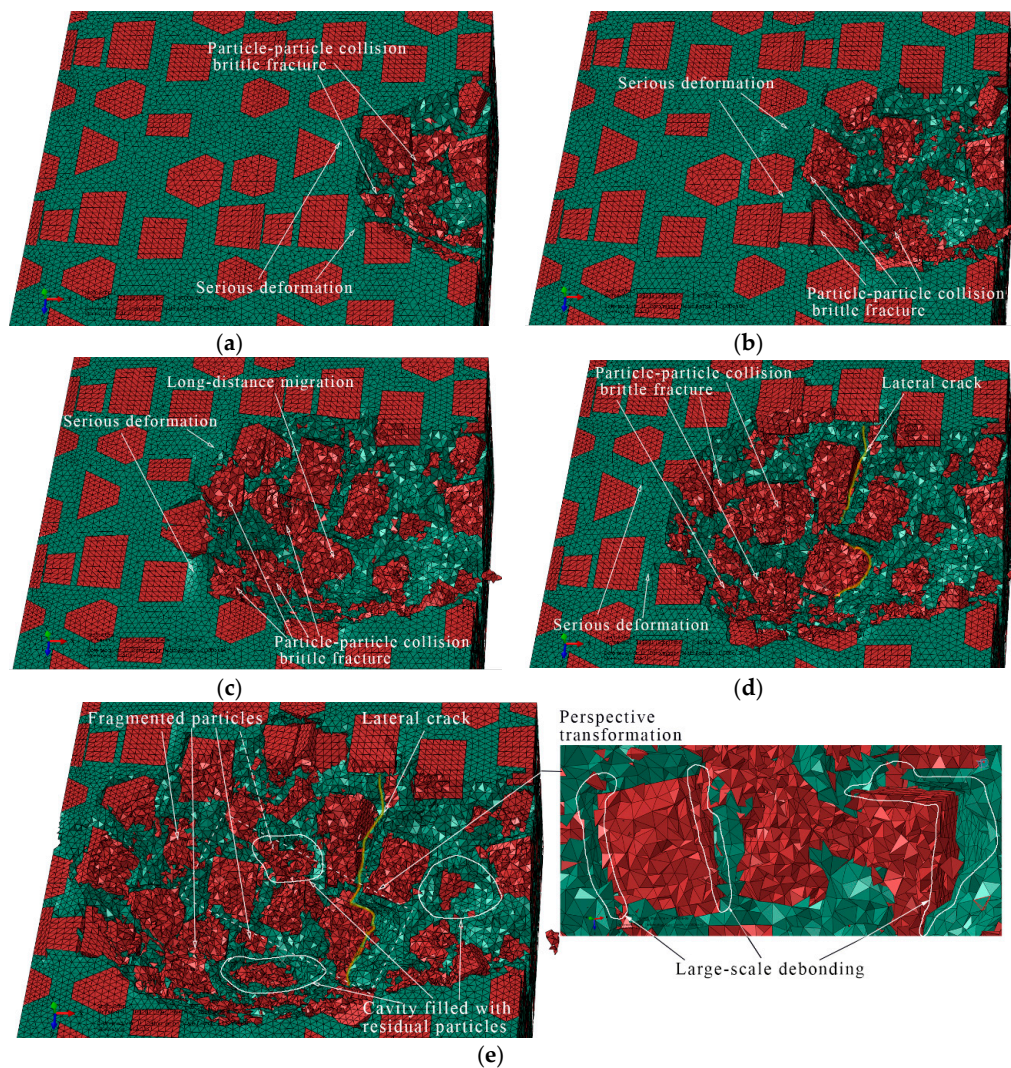 Particle-particle collision
brittle fracture
Serious deformation
(a)
Serious deformation
Particle-particle collision
brittle fracture
(b)
Long-distance migration
Serious deformation
Particle-particle collision
brittle fracture
(c)
Particle-particle collision
brittle fracture
Lateral crack
Serious deformation
(d)
Fragmented particles
Lateral crack
Cavity filled with
residual particles
Perspective
transformation
Large-scale debonding
(e)